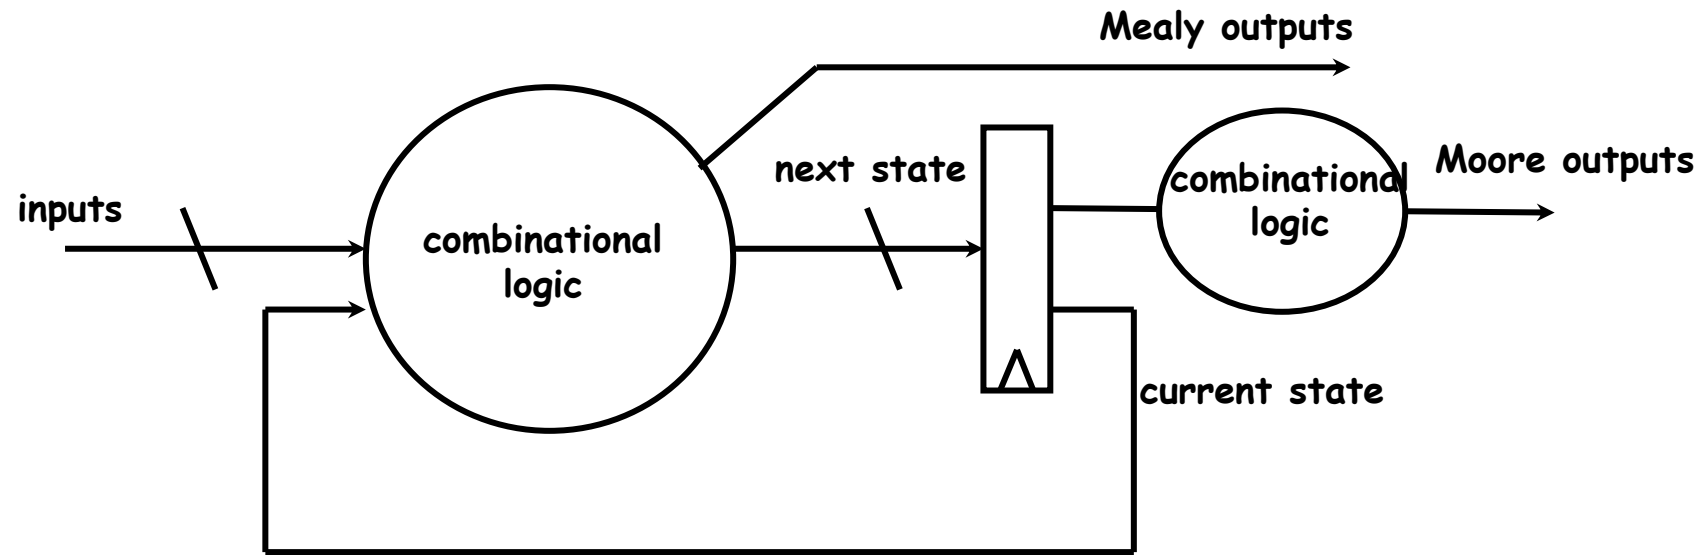 Mealy outputs
inputs
combinational
logic
next state
combinational
logic
Moore outputs
current state